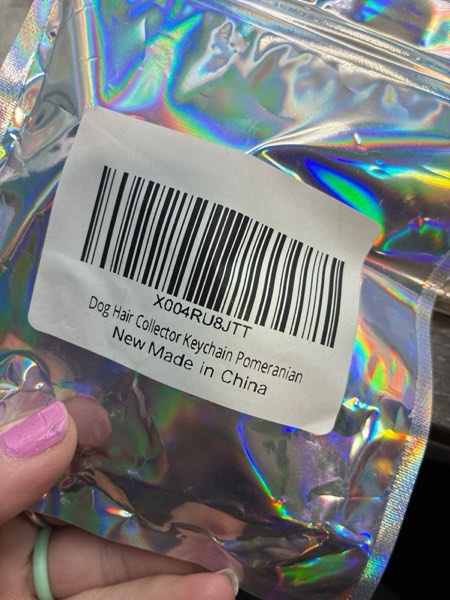 X004RU8JTT
Dog Hair Collector Keychain Pomeranian
New Made in China